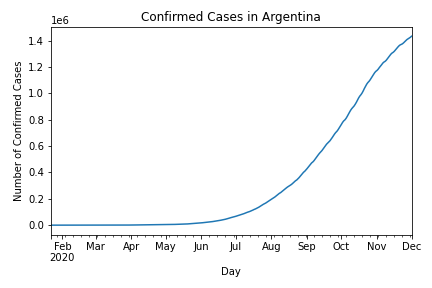 Confirmed Cases in Argentina
1e6
1.4
1.2
1.0
0.8
0.6
0.4
0.2
0.0
Number of Confirmed Cases
Feb Mar Apr May Jun Jul Aug Sep Oct Nov Dec
2020
Day